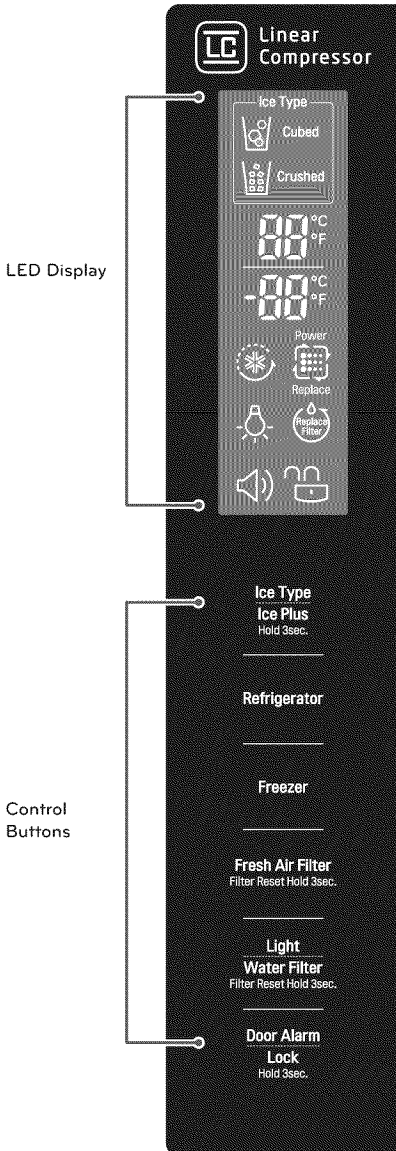 LC
Linear
Compressor
Ice Type
Cubed
Crushed
88 °C
°F
-88 °C
°F
Power
Replace
Replace
Filter
LED Display
Ice Type
Ice Plus
Hold 3sec.
Refrigerator
Freezer
Control
Buttons
Fresh Air Filter
Filter Reset Hold 3sec.
Light
Water Filter
Filter Reset Hold 3sec.
Door Alarm
Lock
Hold 3sec.